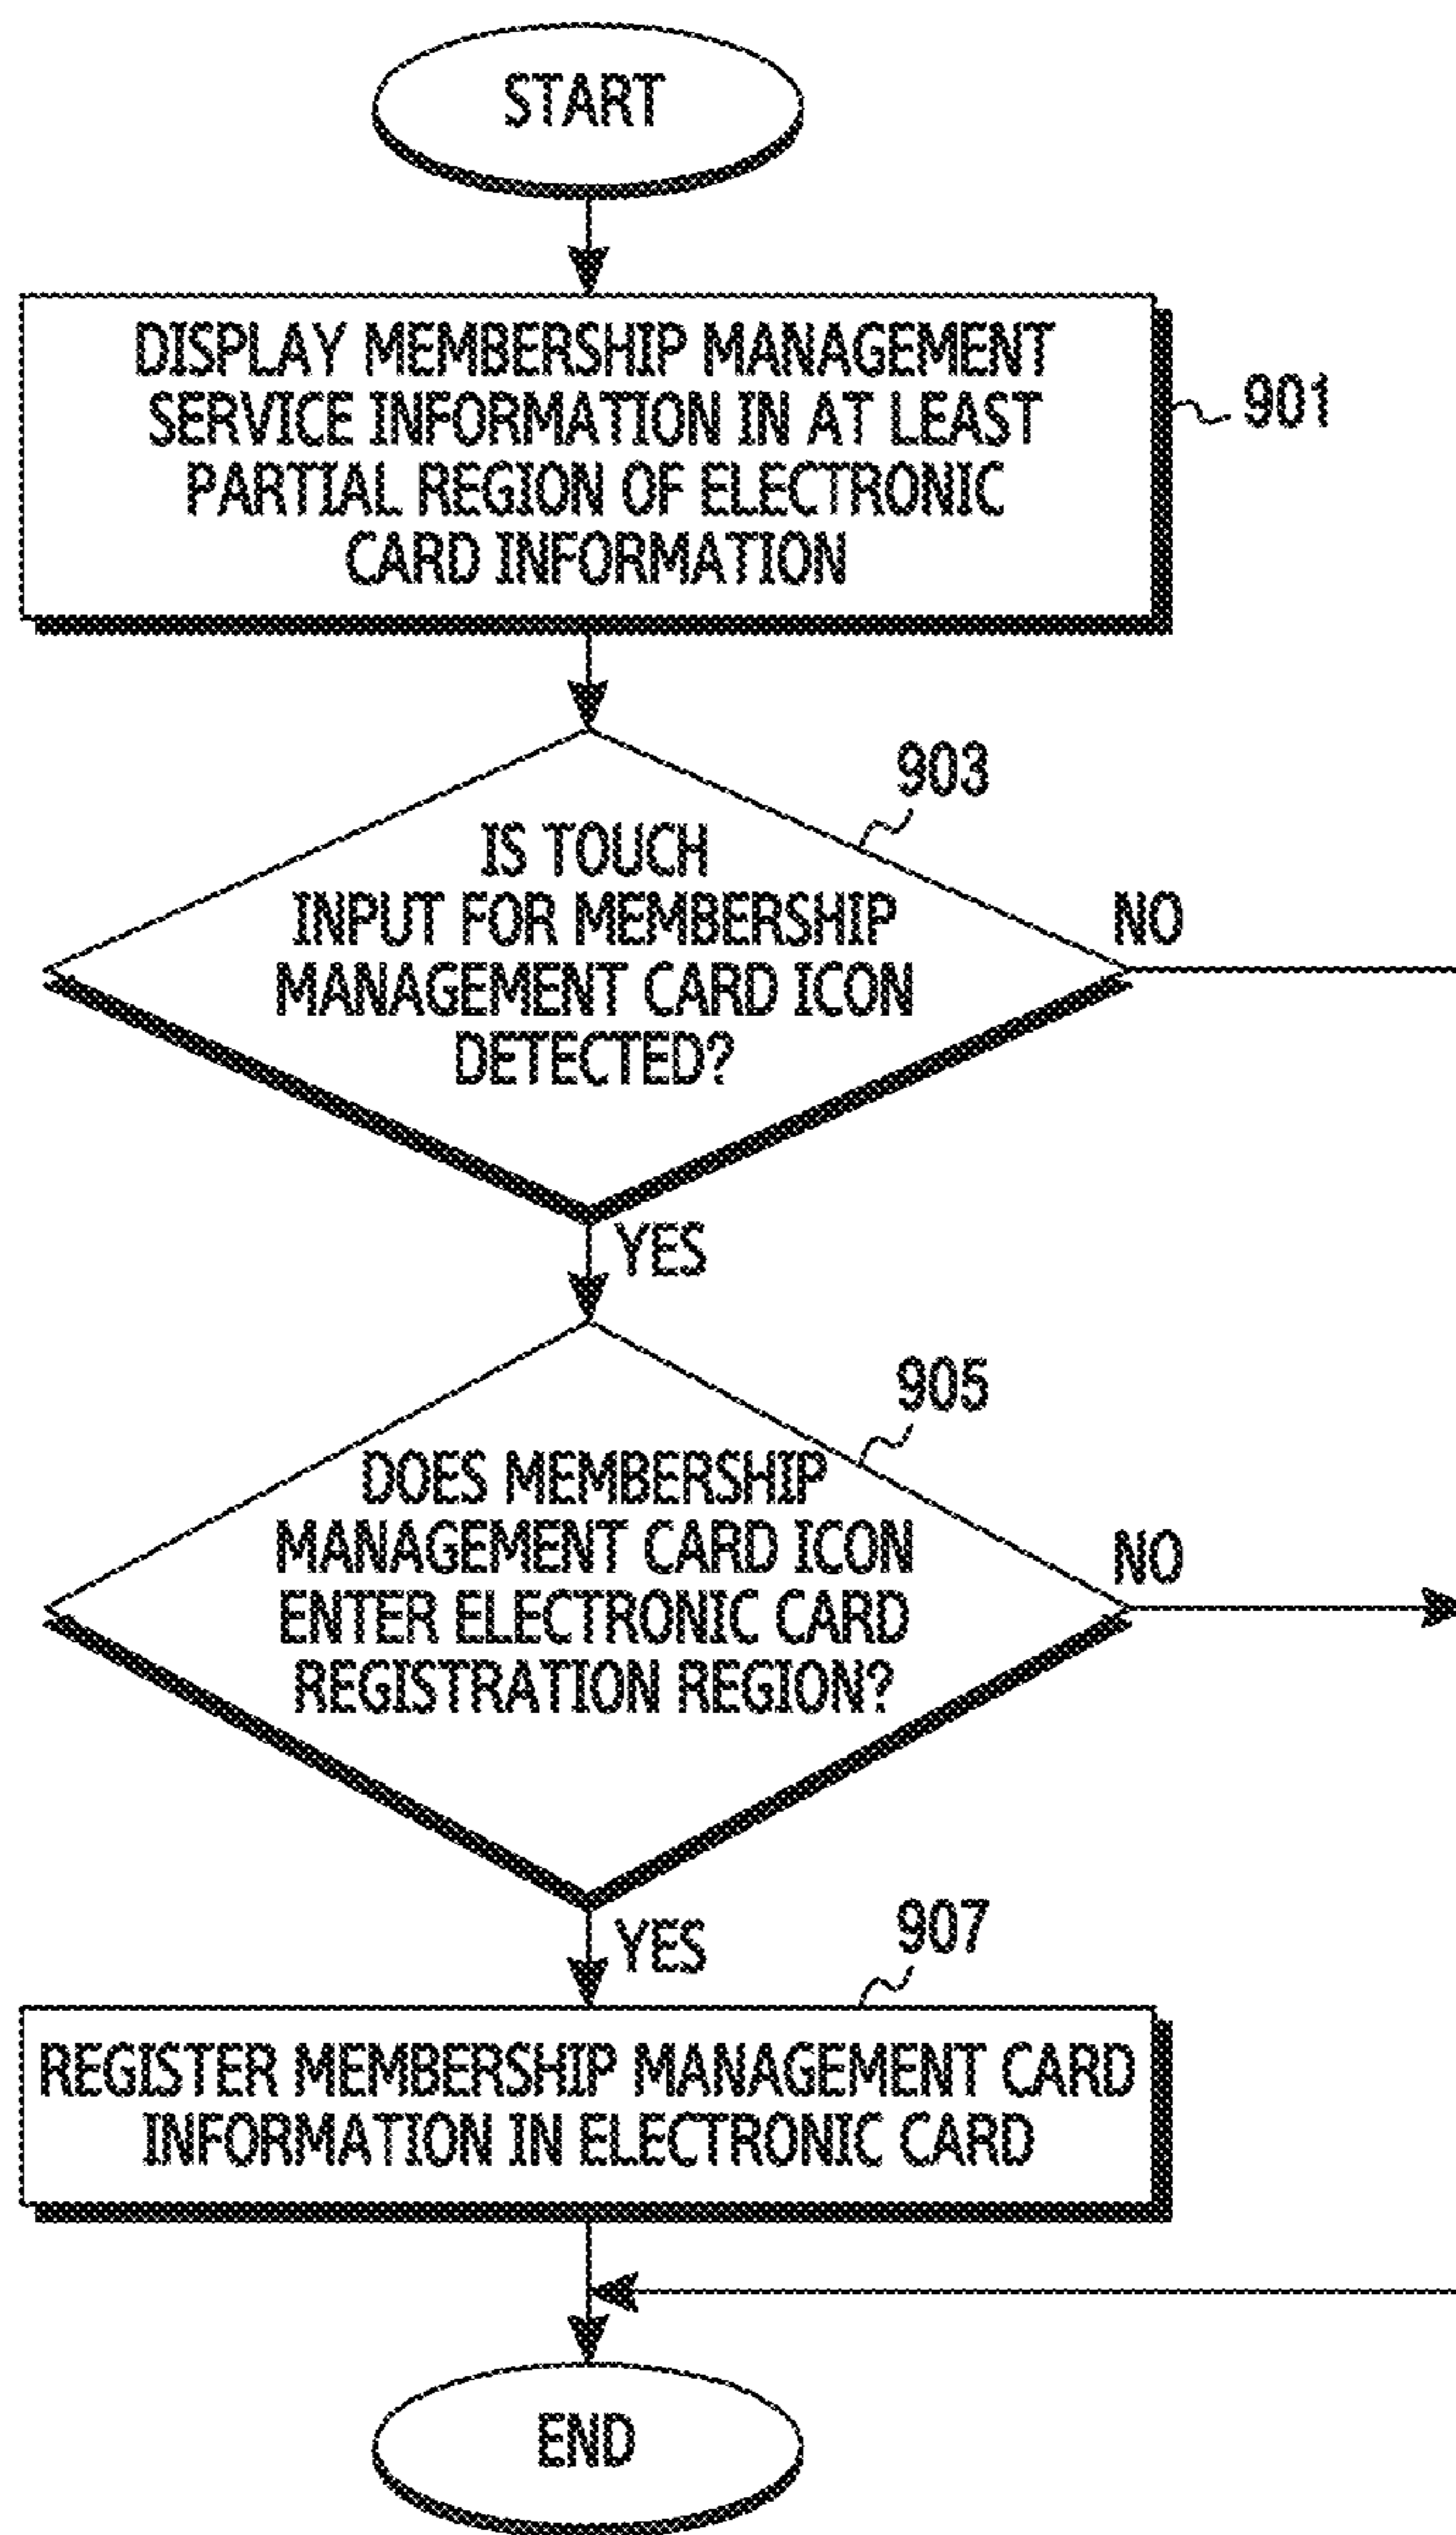 START
DISPLAY MEMBERSHIP MANAGEMENT
SERVICE INFORMATION IN AT LEAST
PARTIAL REGION OF ELECTRONIC
CARD INFORMATION
901
903
IS TOUCH
INPUT FOR MEMBERSHIP
MANAGEMENT CARD ICON
DETECTED?
NO
YES
905
DOES MEMBERSHIP
MANAGEMENT CARD ICON
ENTER ELECTRONIC CARD
REGISTRATION REGION?
NO
YES
907
REGISTER MEMBERSHIP MANAGEMENT CARD
INFORMATION IN ELECTRONIC CARD
END